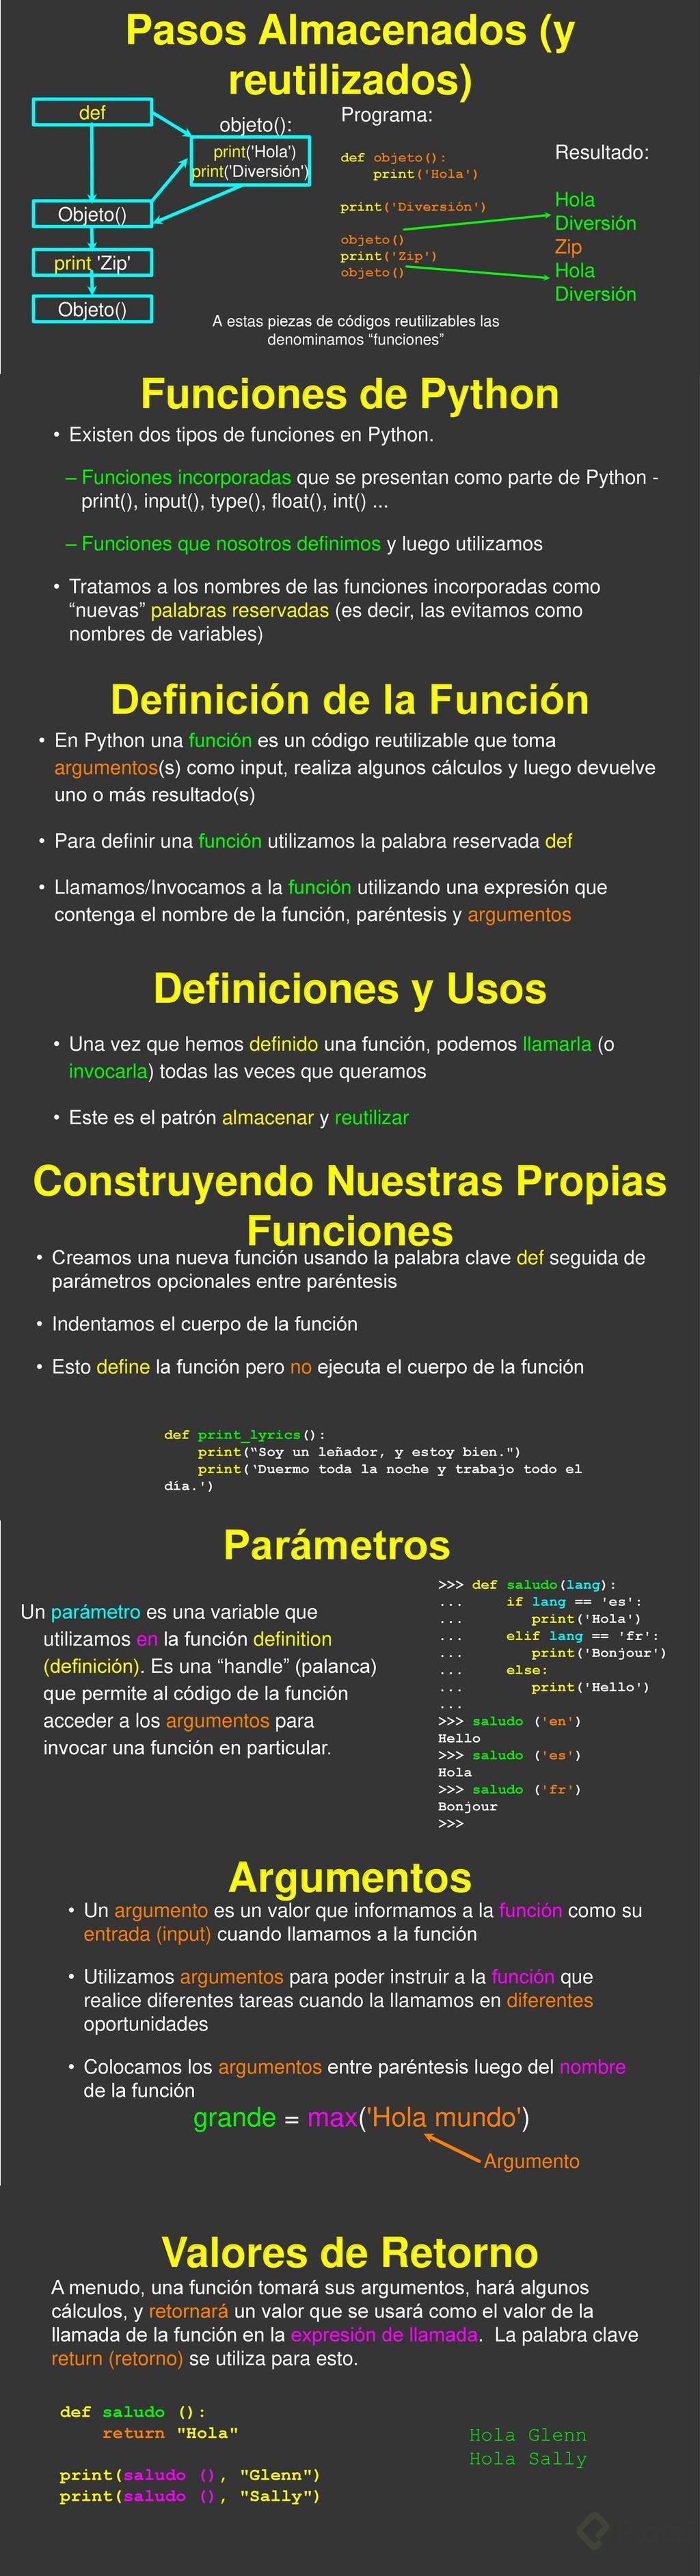 Pasos Almacenados (y
reutilizados)
def
objeto():
print('Hola')
print('Diversión')
Objeto()
print 'Zip'
Objeto()
Programa:
def objeto():
print('Hola')
print('Diversión')
objeto()
print('Zip')
objeto()
Resultado:
Hola
Diversión
Zip
Hola
Diversión
A estas piezas de códigos reutilizables las
denominamos “funciones”
Funciones de Python
• Existen dos tipos de funciones en Python.
– Funciones incorporadas que se presentan como parte de Python -
print(), input(), type(), float(), int() ...
– Funciones que nosotros definimos y luego utilizamos
• Tratamos a los nombres de las funciones incorporadas como
“nuevas” palabras reservadas (es decir, las evitamos como
nombres de variables)
Definición de la Función
• En Python una función es un código reutilizable que toma
argumentos(s) como input, realiza algunos cálculos y luego devuelve
uno o más resultado(s)
• Para definir una función utilizamos la palabra reservada def
• Llamamos/Invocamos a la función utilizando una expresión que
contenga el nombre de la función, paréntesis y argumentos
Definiciones y Usos
• Una vez que hemos definido una función, podemos llamarla (o
invocarla) todas las veces que queramos
• Este es el patrón almacenar y reutilizar
Construyendo Nuestras Propias
Funciones
• Creamos una nueva función usando la palabra clave def seguida de
parámetros opcionales entre paréntesis
• Indentamos el cuerpo de la función
• Esto define la función pero no ejecuta el cuerpo de la función
def print_lyrics():
print(“Soy un leñador, y estoy bien.")
print(‘Duermo toda la noche y trabajo todo el
día.')
Parámetros
Un parámetro es una variable que
utilizamos en la función definition
(definición). Es una “handle” (palanca)
que permite al código de la función
acceder a los argumentos para
invocar una función en particular.
>>> def saludo(lang):
... if lang == 'es':
... print('Hola')
... elif lang == 'fr':
... print('Bonjour')
... else:
... print('Hello')
...
>>> saludo ('en')
Hello
>>> saludo ('es')
Hola
>>> saludo ('fr')
Bonjour
>>>
Argumentos
• Un argumento es un valor que informamos a la función como su
entrada (input) cuando llamamos a la función
• Utilizamos argumentos para poder instruir a la función que
realice diferentes tareas cuando la llamamos en diferentes
oportunidades
• Colocamos los argumentos entre paréntesis luego del nombre
de la función
grande = max('Hola mundo')
Argumento
Valores de Retorno
A menudo, una función tomará sus argumentos, hará algunos
cálculos, y retornará un valor que se usará como el valor de la
llamada de la función en la expresión de llamada. La palabra clave
return (retorno) se utiliza para esto.
def saludo ():
return "Hola"
print(saludo (), "Glenn")
print(saludo (), "Sally")
Hola Glenn
Hola Sally